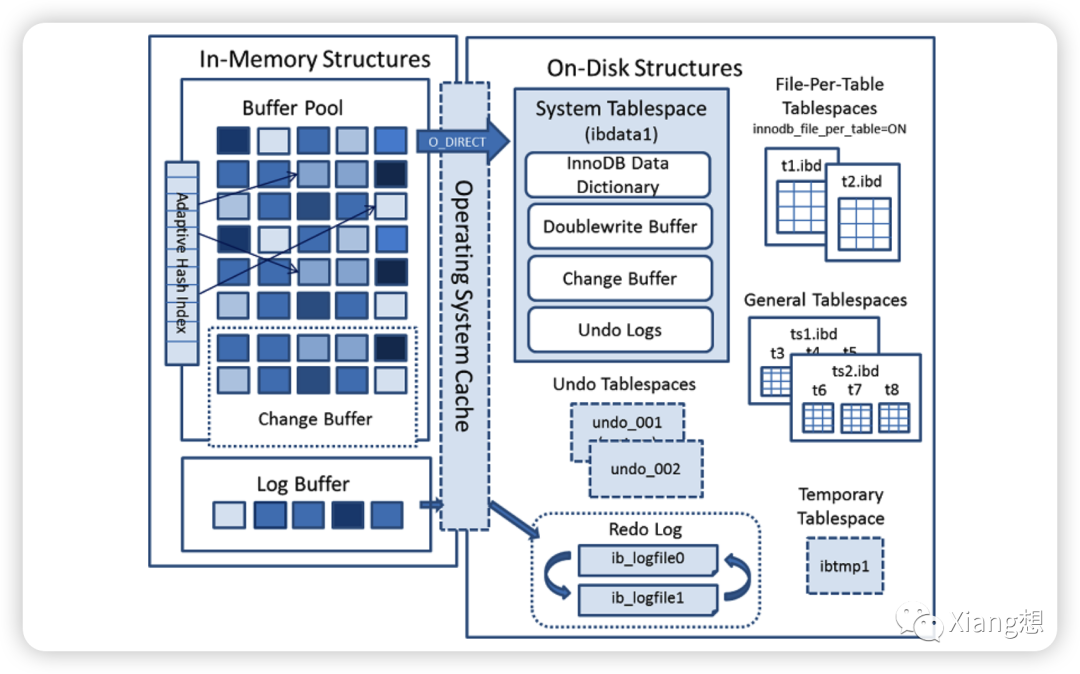 In-Memory Structures
Buffer Pool
Adaptive Hash Index
Change Buffer
Log Buffer
O_DIRECT
Operating System Cache
On-Disk Structures
System Tablespace
(ibdata1)
InnoDB Data
Dictionary
Doublewrite Buffer
Change Buffer
Undo Logs
Undo Tablespaces
undo_001
undo_002
Redo Log
ib_logfile0
ib_logfile1
File-Per-Table
Tablespaces
innodb_file_per_table=ON
t1.ibd
t2.ibd
General Tablespaces
ts1.ibd
t3 t4 t5
ts2.ibd
t6 t7 t8
Temporary
Tablespace
ibtmp1
Xiang想